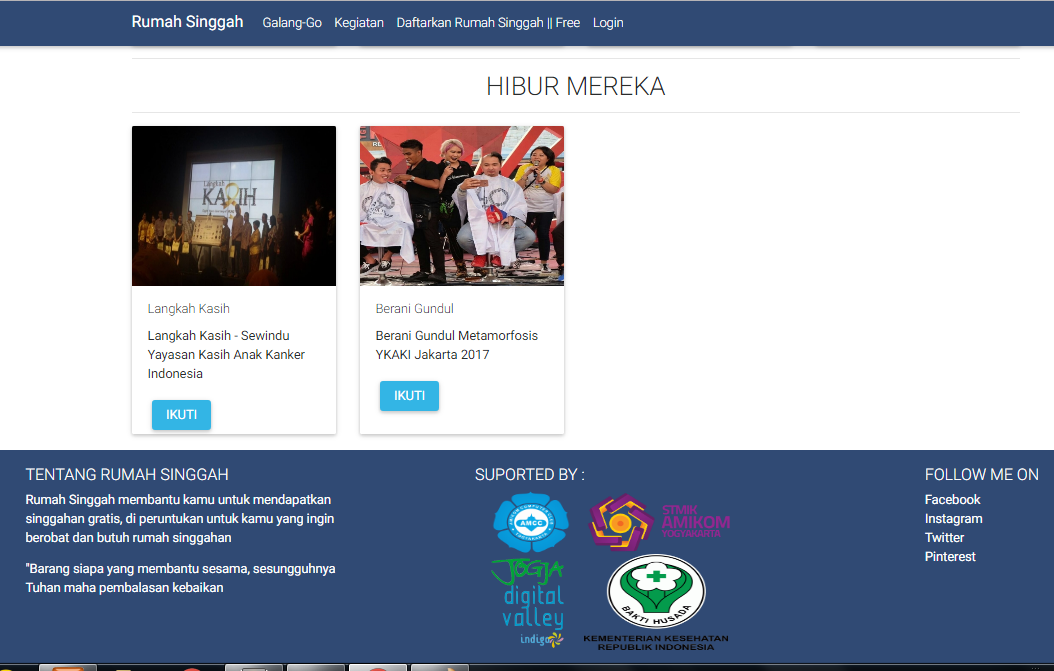 Rumah Singgah Galang-Go Kegiatan Daftarkan Rumah Singgah || Free Login
HIBUR MEREKA
Langkah
KASIH
Langkah Kasih
Langkah Kasih - Sewindu
Yayasan Kasih Anak Kanker
Indonesia
IKUTI
Berani Gundul
Berani Gundul Metamorfosis
YKAKI Jakarta 2017
IKUTI
TENTANG RUMAH SINGGAH
Rumah Singgah membantu kamu untuk mendapatkan
singgahan gratis, di peruntukan untuk kamu yang ingin
berobat dan butuh rumah singgahan
"Barang siapa yang membantu sesama, sesungguhnya
Tuhan maha pembalasan kebaikan
SUPORTED BY :
AMCC
STMIK
AMIKOM
YOGYAKARTA
JOGJA
digital
valley
indigo
BAKTI HUSADA
KEMENTERIAN KESEHATAN
REPUBLIK INDONESIA
FOLLOW ME ON
Facebook
Instagram
Twitter
Pinterest